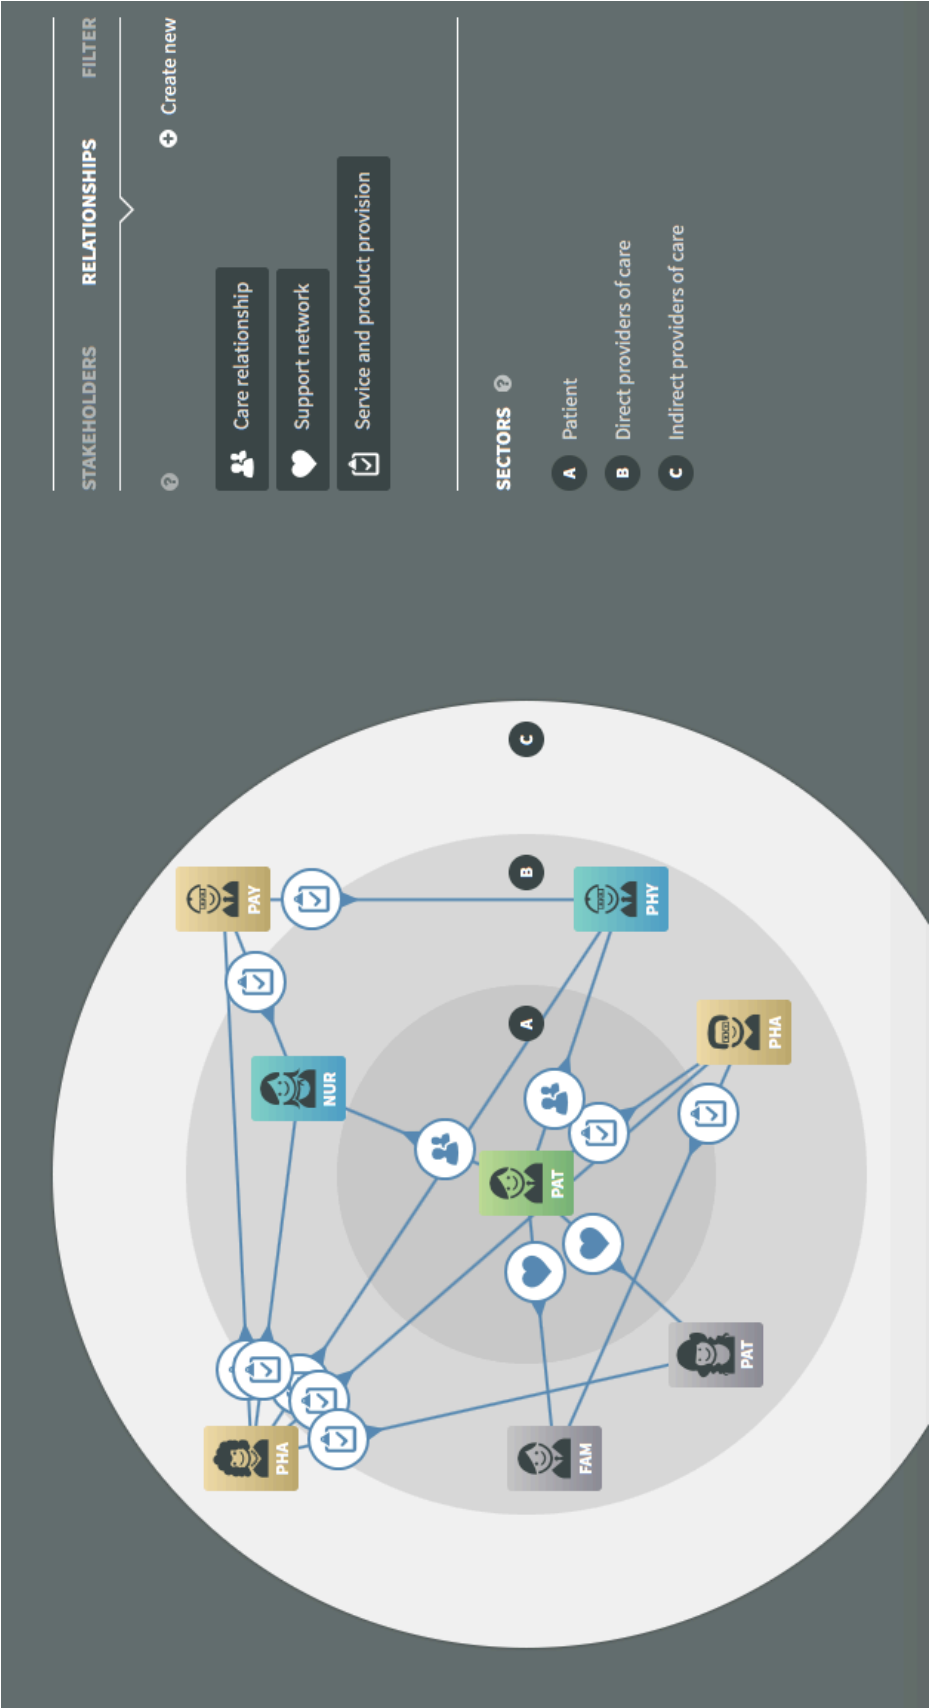 STAKEHOLDERS RELATIONSHIPS FILTER
? Create new
Care relationship
Support network
Service and product provision
SECTORS ?
A Patient
B Direct providers of care
C Indirect providers of care
PAY
NUR
PHA
PAT
A
B
C
FAM
PHY
PHA
PAT